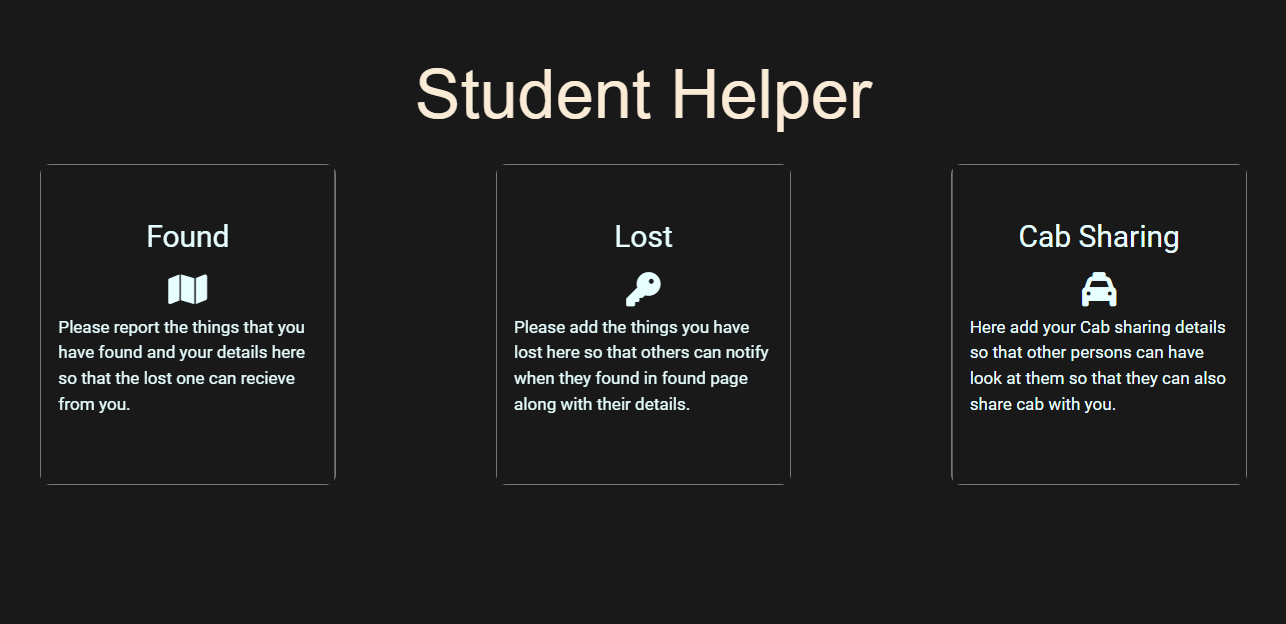 Student Helper
Found
Please report the things that you
have found and your details here
so that the lost one can recieve
from you.
Lost
Please add the things you have
lost here so that others can notify
when they found in found page
along with their details.
Cab Sharing
Here add your Cab sharing details
so that other persons can have
look at them so that they can also
share cab with you.